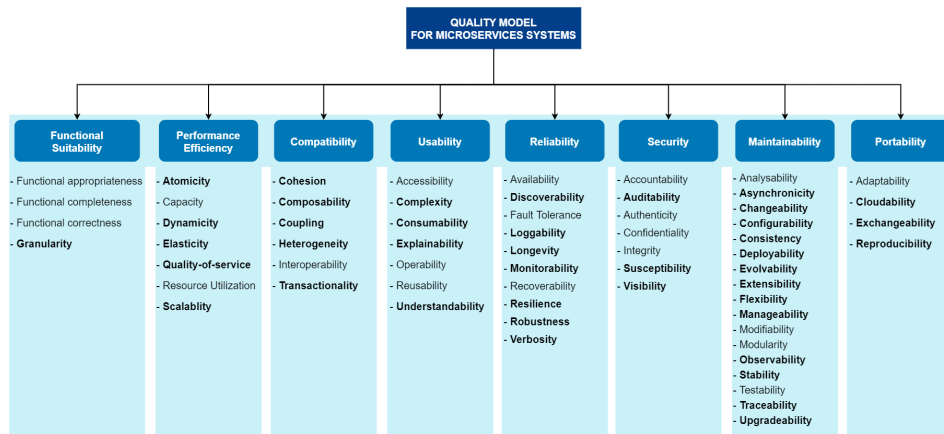 QUALITY MODEL
FOR MICROSERVICES SYSTEMS
Functional
Suitability
- Functional appropriateness
- Functional completeness
- Functional correctness
- Granularity
Performance
Efficiency
- Atomicity
- Capacity
- Dynamicity
- Elasticity
- Quality-of-service
- Resource Utilization
- Scalablity
Compatibility
- Cohesion
- Composability
- Coupling
- Heterogeneity
- Interoperability
- Transactionality
Usability
- Accessibility
- Complexity
- Consumability
- Explainability
- Operability
- Reusability
- Understandability
Reliability
- Availability
- Discoverability
- Fault Tolerance
- Loggability
- Longevity
- Monitorability
- Recoverability
- Resilience
- Robustness
- Verbosity
Security
- Accountability
- Auditability
- Authenticity
- Confidentiality
- Integrity
- Susceptibility
- Visibility
Maintainability
- Analysability
- Asynchronicity
- Changeability
- Configurability
- Consistency
- Deployability
- Evolvability
- Extensibility
- Flexibility
- Manageability
- Modifiability
- Modularity
- Observability
- Stability
- Testability
- Traceability
- Upgradeability
Portability
- Adaptability
- Cloudability
- Exchangeability
- Reproducibility